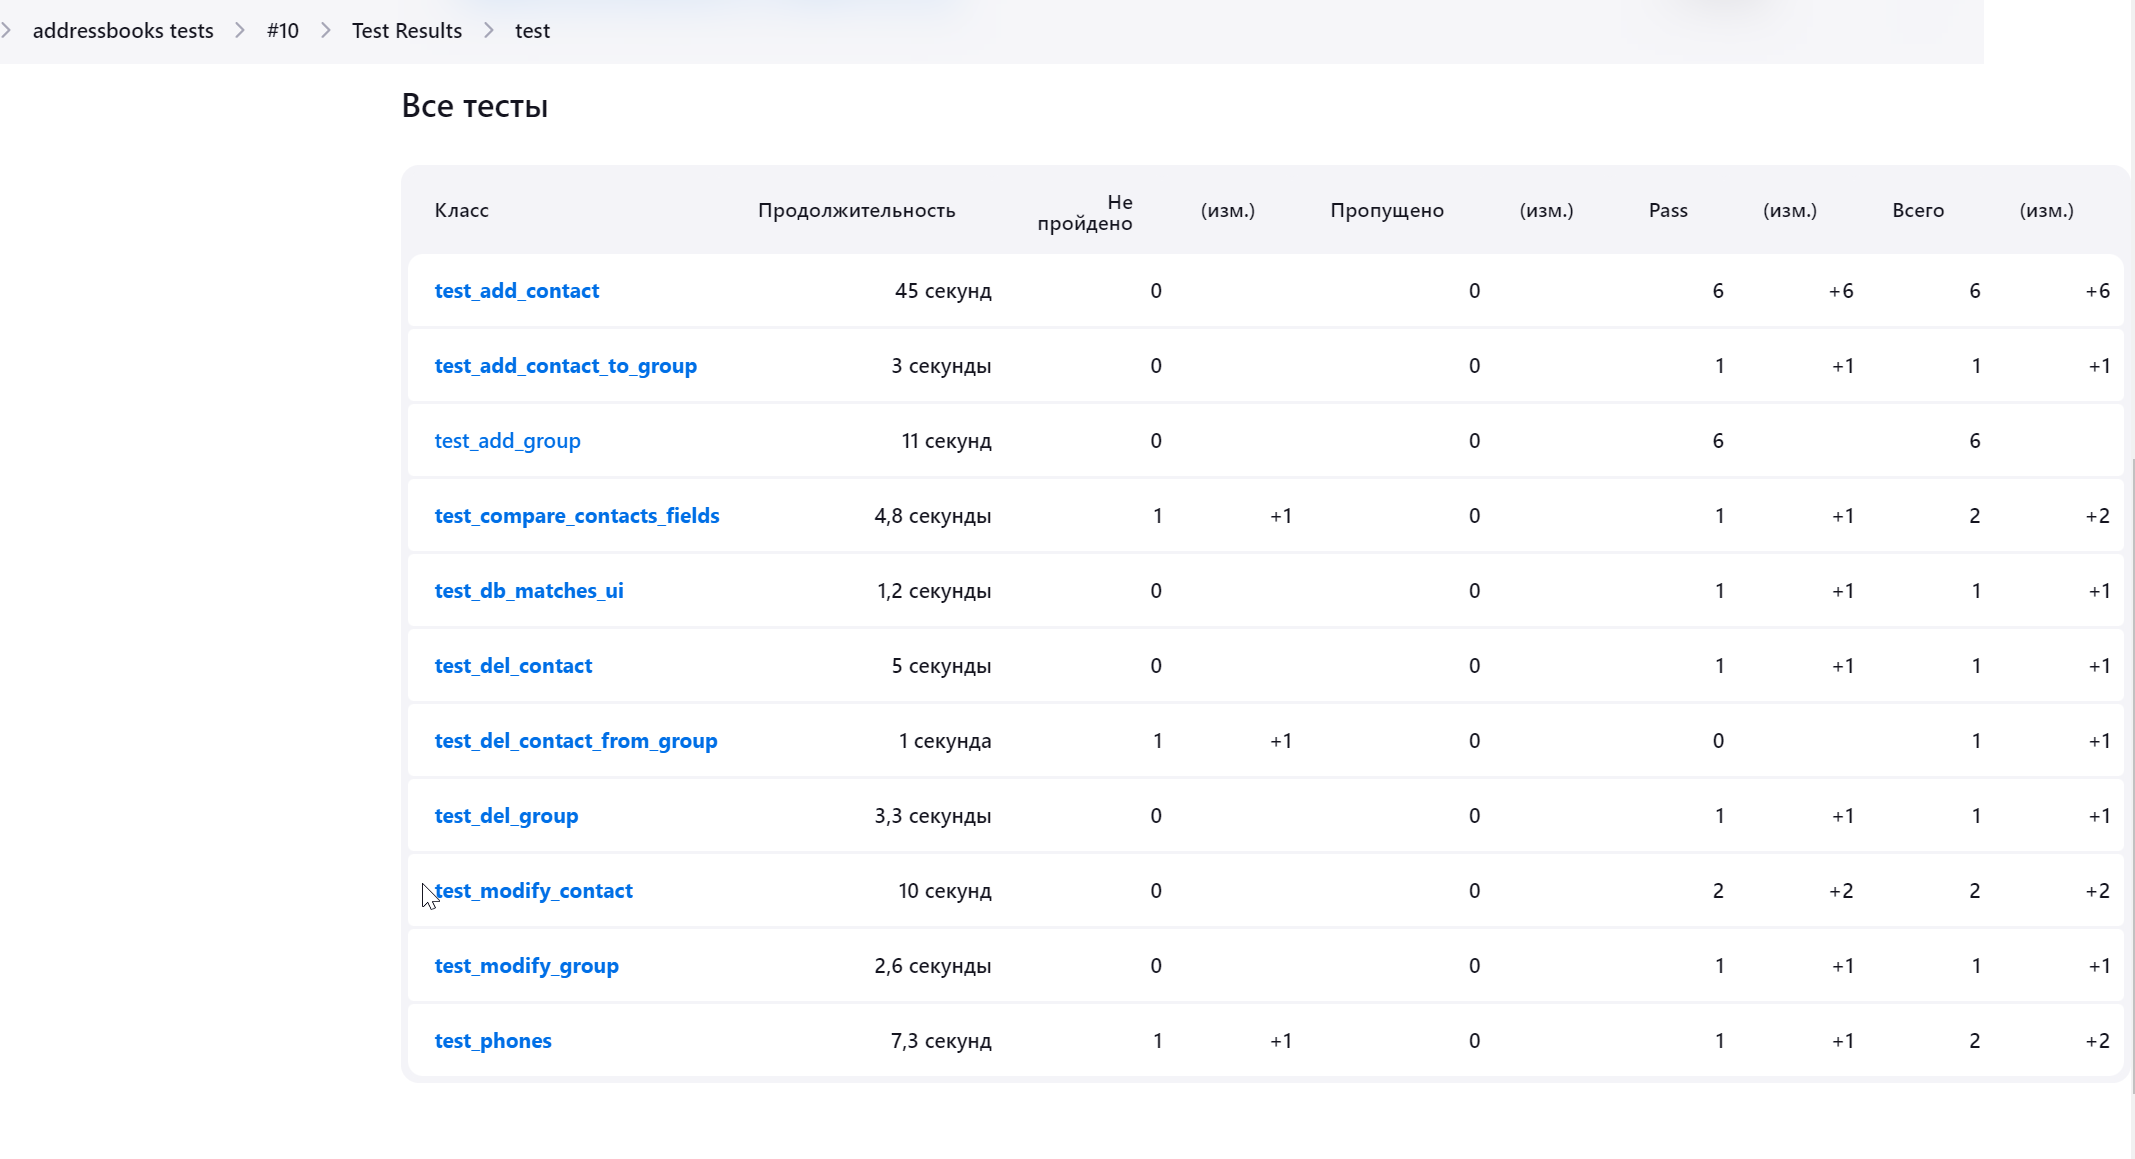 addressbooks tests > #10 > Test Results > test
Все тесты
Класс Продолжительность Не пройдено (изм.) Пропущено (изм.) Pass (изм.) Всего (изм.)
test_add_contact 45 секунд 0 0 6 +6 6 +6
test_add_contact_to_group 3 секунды 0 0 1 +1 1 +1
test_add_group 11 секунд 0 0 6 6
test_compare_contacts_fields 4,8 секунды 1 +1 0 1 +1 2 +2
test_db_matches_ui 1,2 секунды 0 0 1 +1 1 +1
test_del_contact 5 секунды 0 0 1 +1 1 +1
test_del_contact_from_group 1 секунда 1 +1 0 0 1 +1
test_del_group 3,3 секунды 0 0 1 +1 1 +1
test_modify_contact 10 секунд 0 0 2 +2 2 +2
test_modify_group 2,6 секунды 0 0 1 +1 1 +1
test_phones 7,3 секунд 1 +1 0 1 +1 2 +2